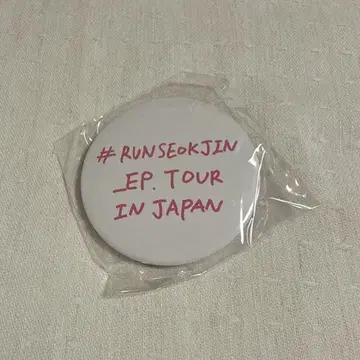 # RUNSEOKJIN
_EP. TOUR
IN JAPAN